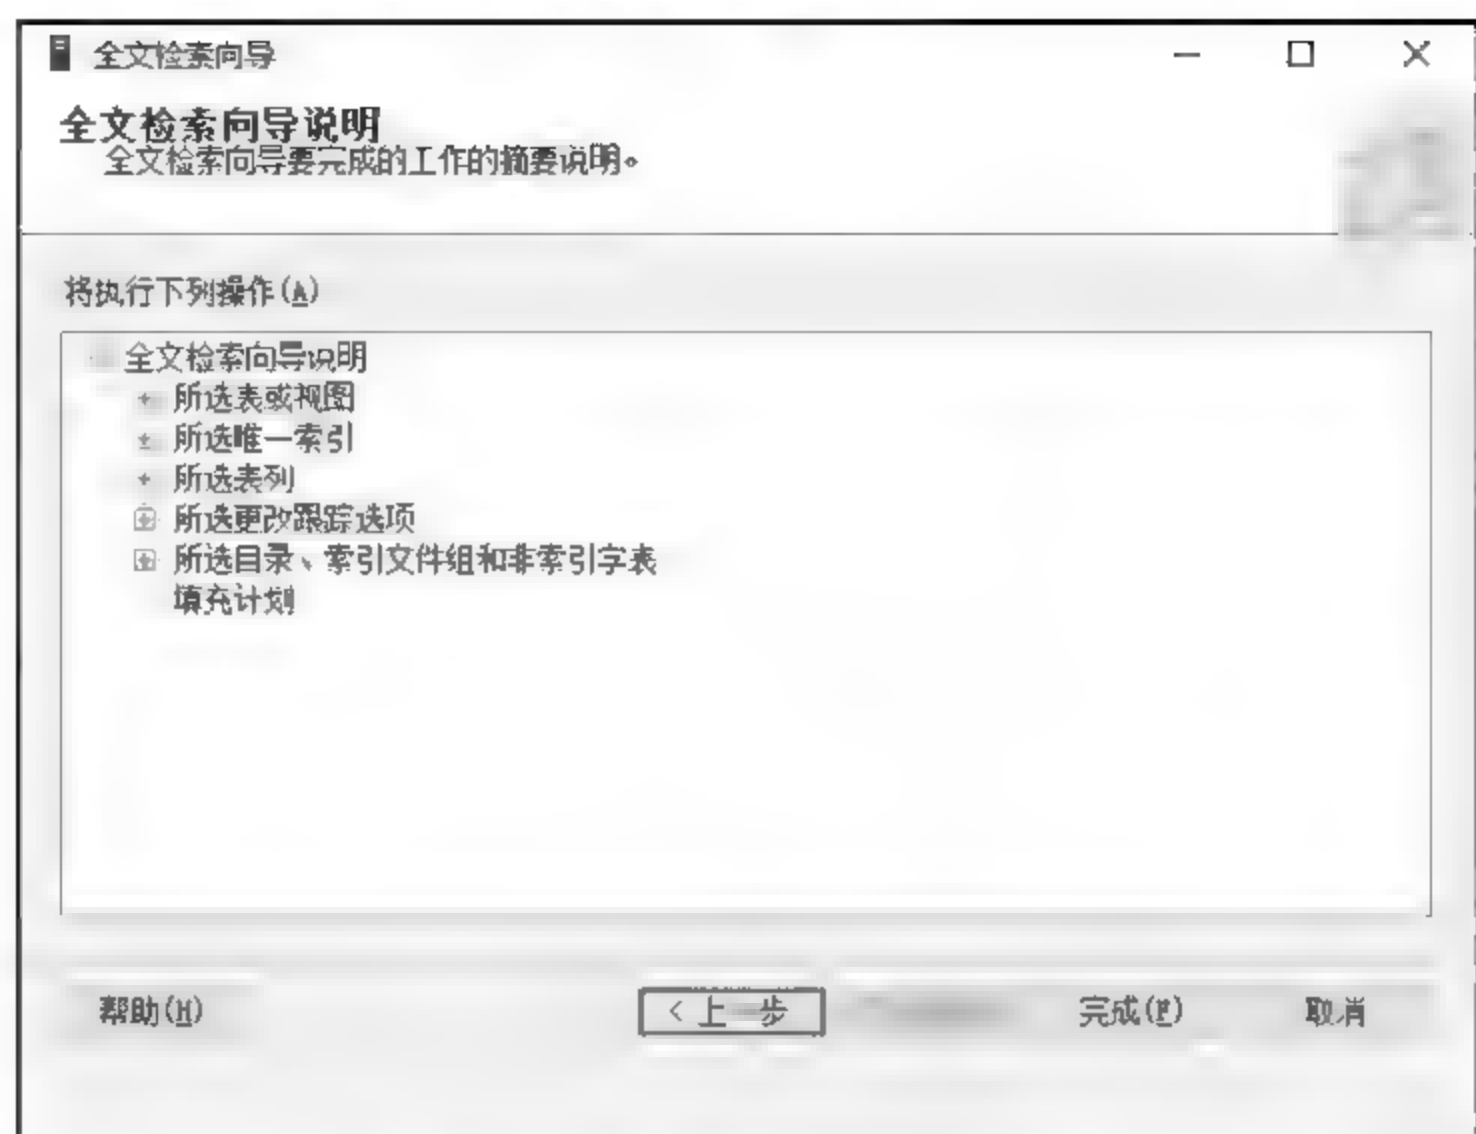 全文检索向导
全文检索向导说明
全文检索向导要完成的工作的摘要说明。
将执行下列操作(A)
全文检索向导说明
所选表或视图
所选唯一索引
所选表列
所选更改跟踪选项
所选目录、索引文件组和非索引字表
填充计划
帮助(H)
< 上一步
完成(F)
取消